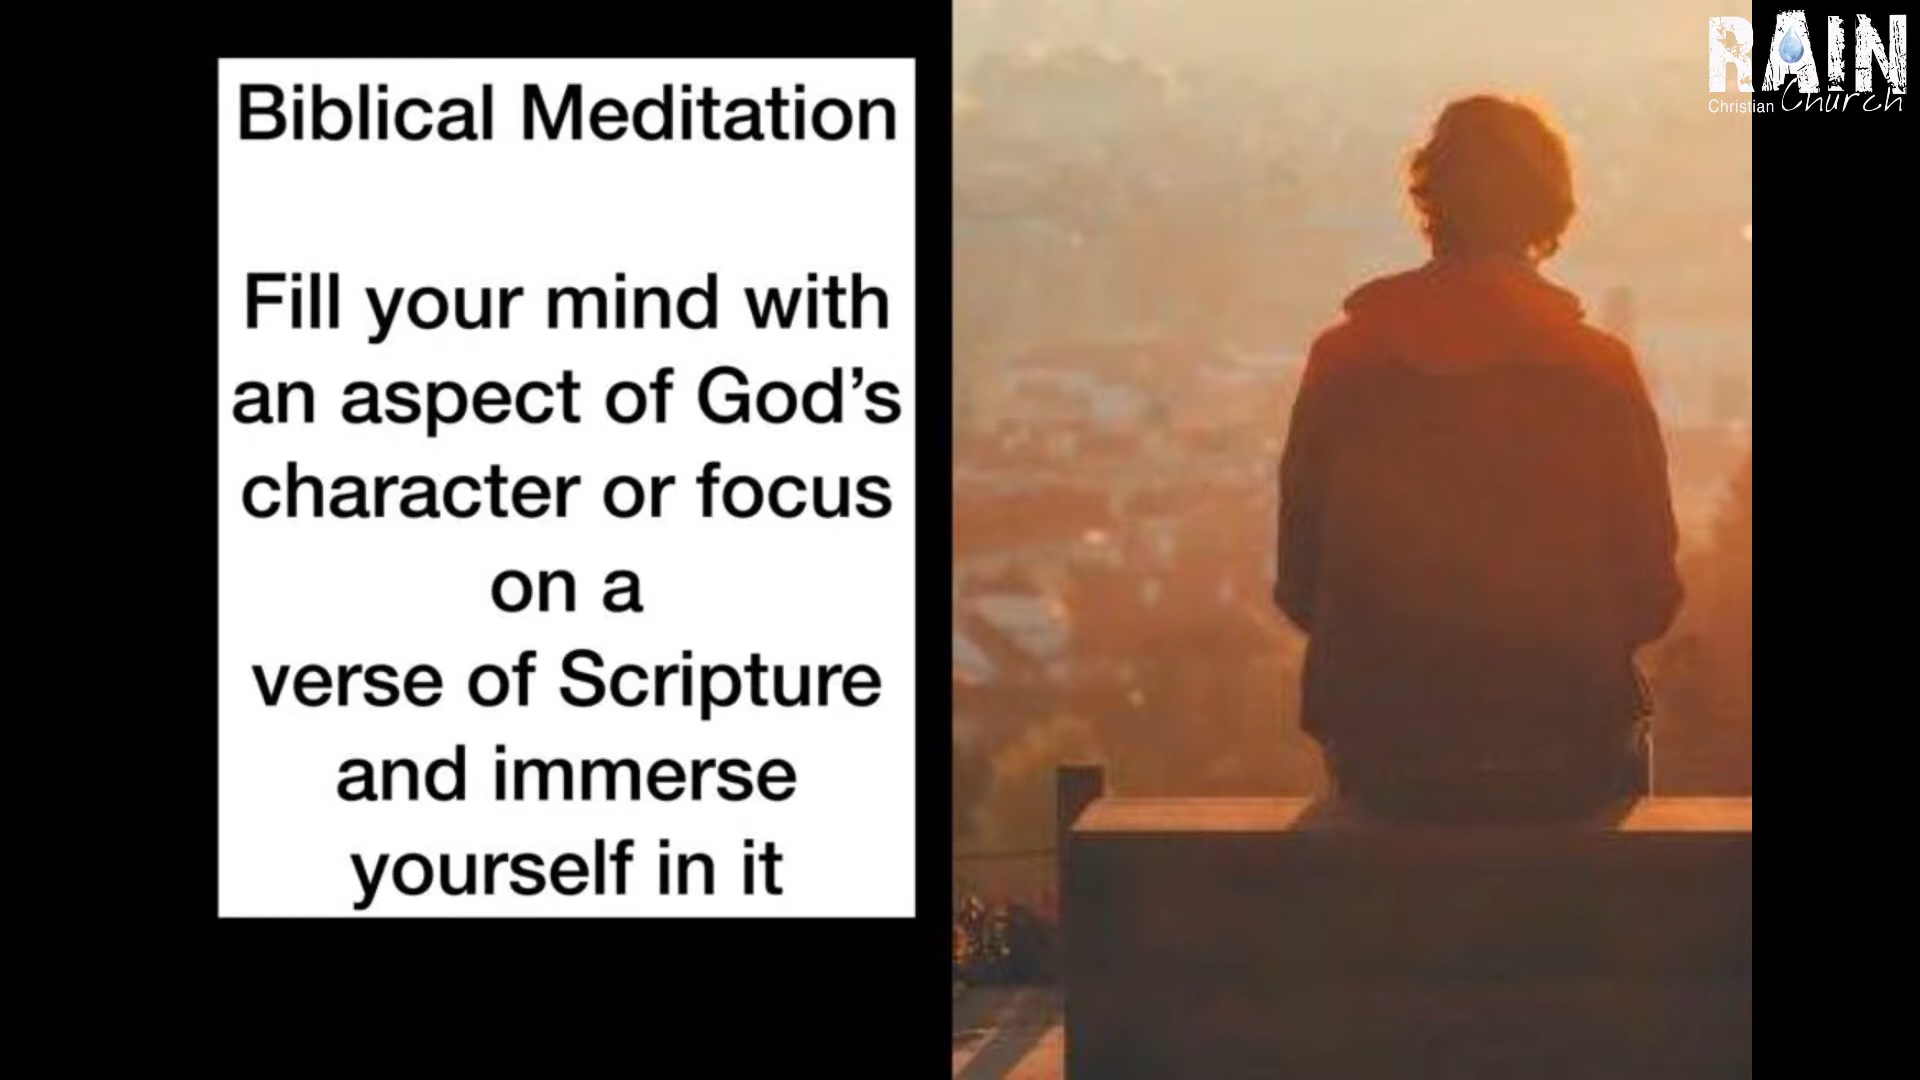 Biblical Meditation
Fill your mind with
an aspect of God’s
character or focus
on a
verse of Scripture
and immerse
yourself in it
RAIN
Christian Church